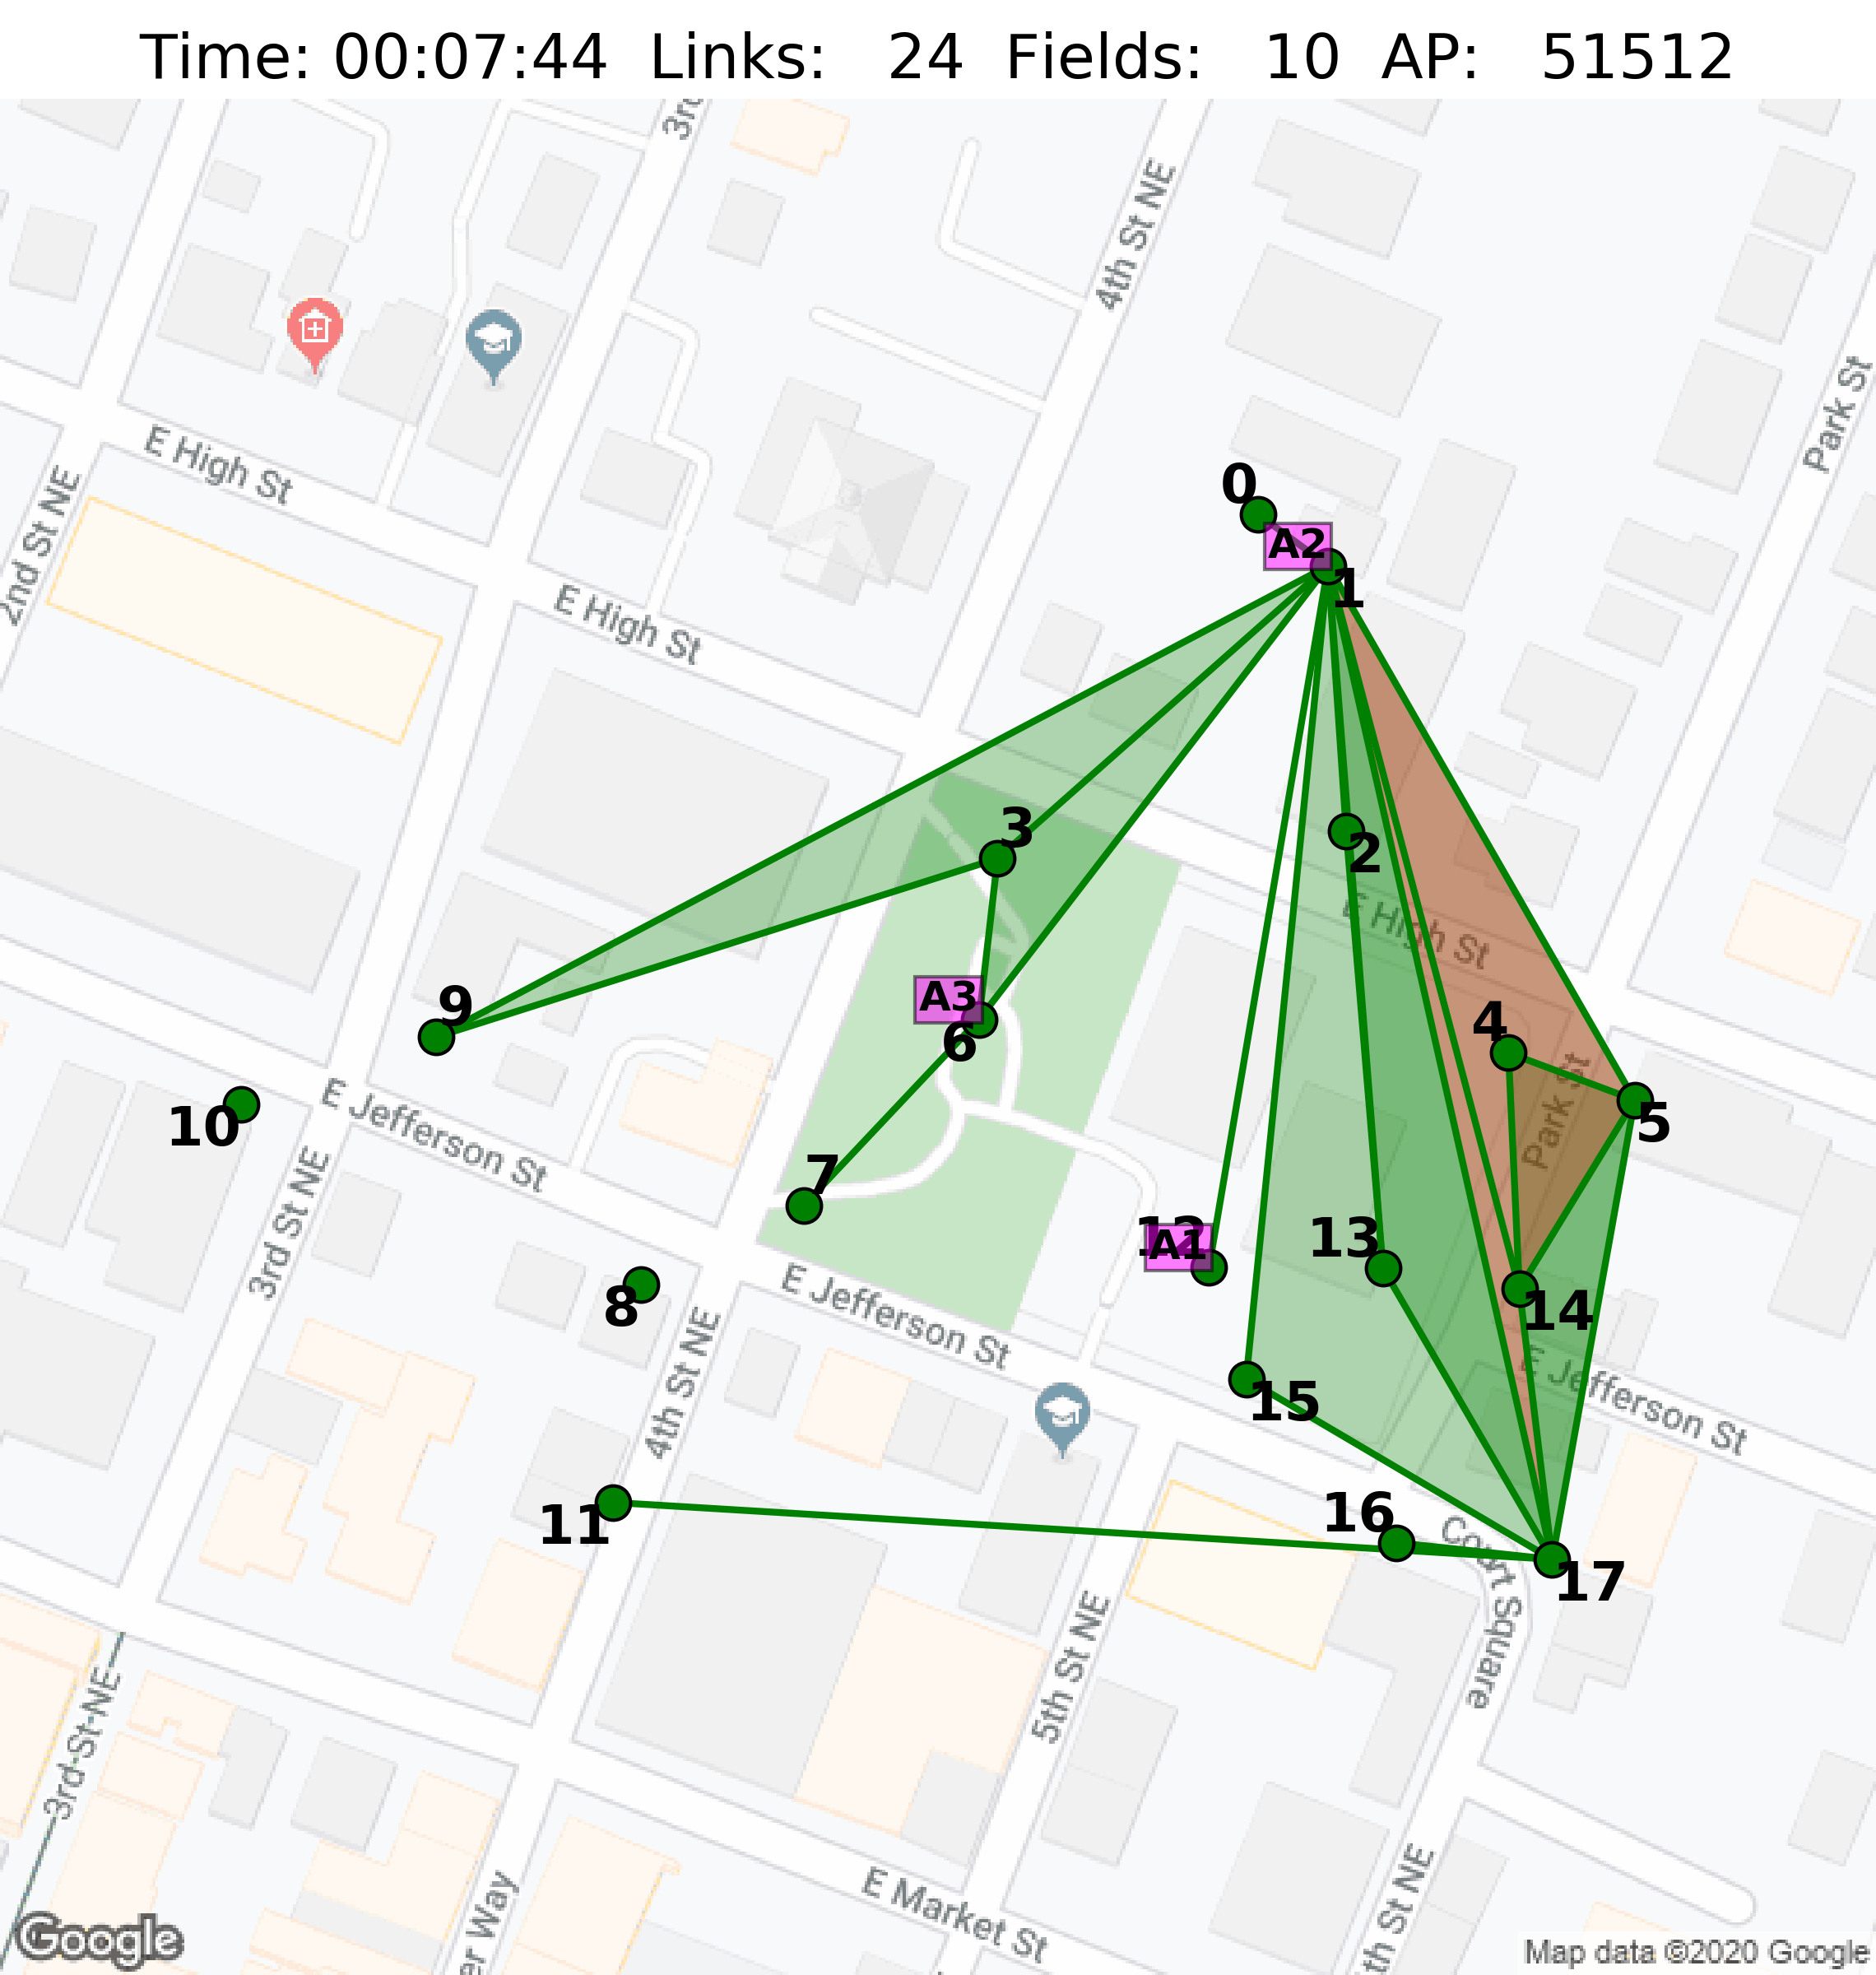 Time: 00:07:44 Links: 24 Fields: 10 AP: 51512
3rd
4th St NE
Park St
E High St
2nd St NE
0
A2
1
E High St
3
2
E High St
A3
6
9
4
5
Park St
10
E Jefferson St
3rd St NE
7
12
A1
13
14
8
E Jefferson St
E Jefferson St
4th St NE
15
11
16
17
Court Square
5th St NE
3rd St NE
E Market St
er Way
th St NE
Google
Map data ©2020 Google